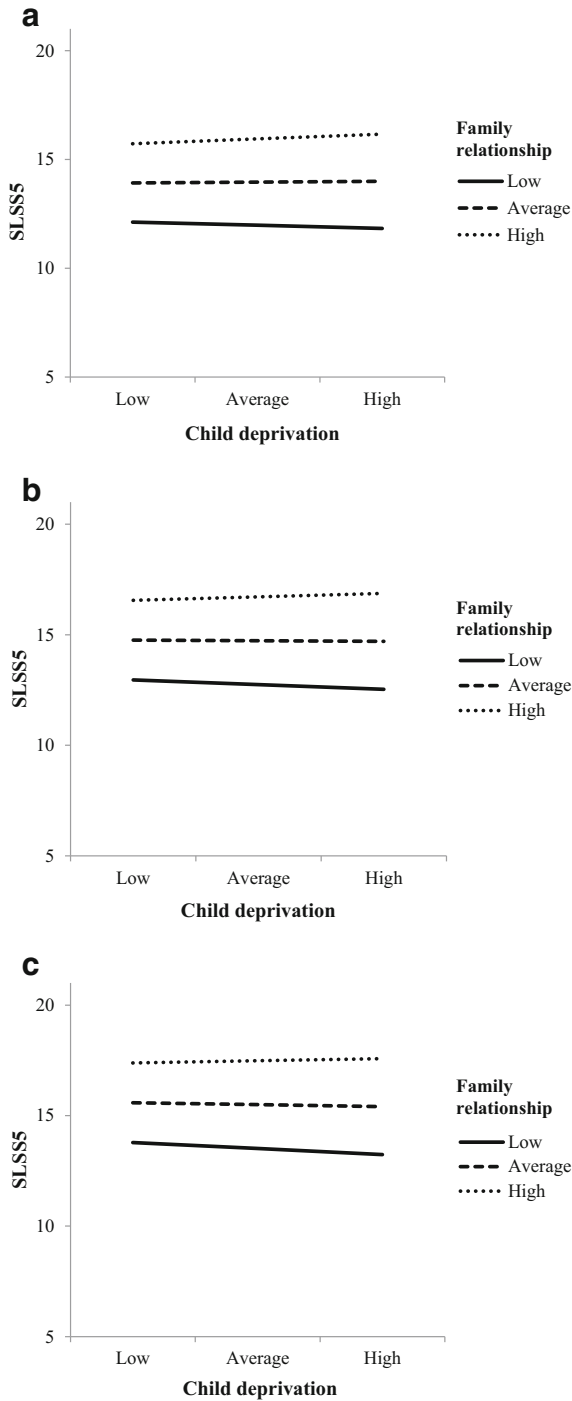 a
20
15
10
5
SLSS5
Low Average High
Child deprivation
Family
relationship
Low
Average
High
b
20
15
10
5
SLSS5
Low Average High
Child deprivation
Family
relationship
Low
Average
High
c
20
15
10
5
SLSS5
Low Average High
Child deprivation
Family
relationship
Low
Average
High